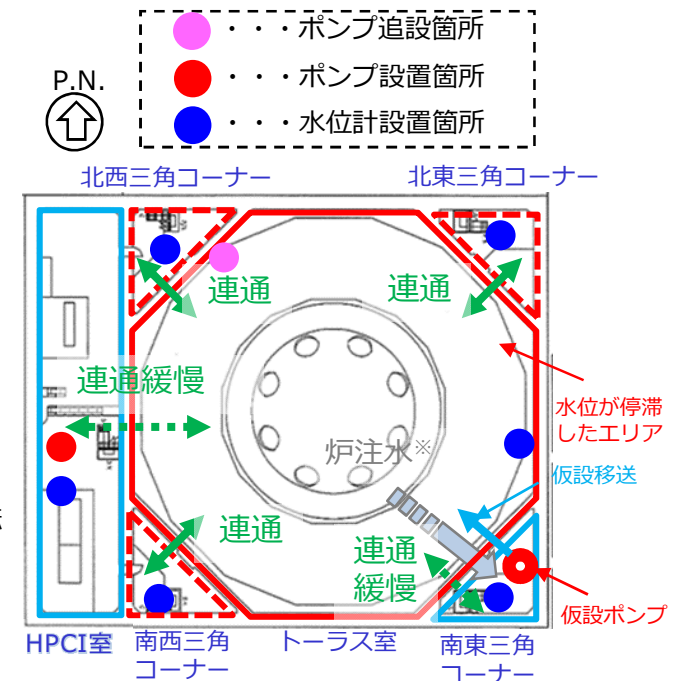 ・・・ポンプ追設箇所
・・・ポンプ設置箇所
・・・水位計設置箇所
P.N.
北西三角コーナー
北東三角コーナー
連通
連通
連通緩慢
水位が停滞
したエリア
炉注水※
仮設移送
連通
連通
緩慢
仮設ポンプ
HPCI室
南西三角
コーナー
トーラス室
南東三角
コーナー